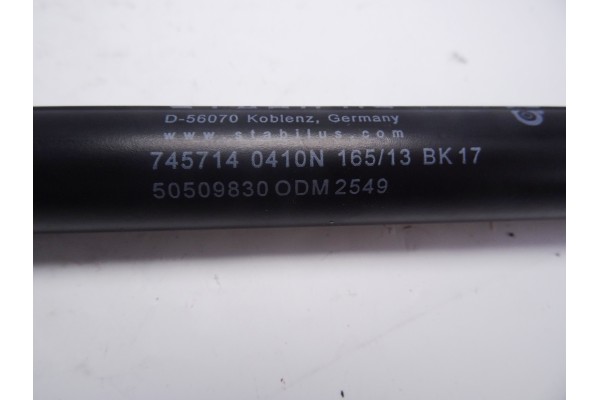 D-56070 Koblenz, Germany
www.stabilus.com
745714 0410N 165/13 BK17
50509830 ODM 2549